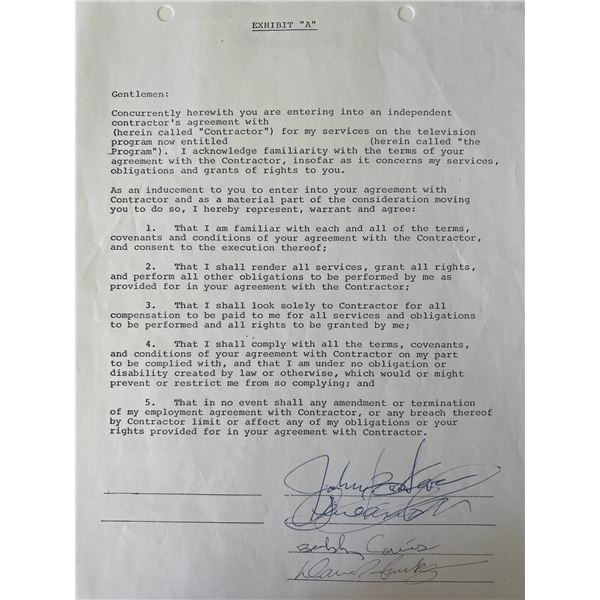 EXHIBIT "A"
Gentlemen:
Concurrently herewith you are entering into an independent
contractor's agreement with
(herein called "Contractor") for my services on the television
program now entitled (herein called "the
Program"). I acknowledge familiarity with the terms of your
agreement with the Contractor, insofar as it concerns my services,
obligations and grants of rights to you.
As an inducement to you to enter into your agreement with
Contractor and as a material part of the consideration moving
you to do so, I hereby represent, warrant and agree:
1. That I am familiar with each and all of the terms,
covenants and conditions of your agreement with the Contractor,
and consent to the execution thereof;
2. That I shall render all services, grant all rights,
and perform all other obligations to be performed by me as
provided for in your agreement with the Contractor;
3. That I shall look solely to Contractor for all
compensation to be paid to me for all services and obligations
to be performed and all rights to be granted by me;
4. That I shall comply with all the terms, covenants,
and conditions of your agreement with Contractor on my part
to be complied with, and that I am under no obligation or
disability created by law or otherwise, which would or might
prevent or restrict me from so complying; and
5. That in no event shall any amendment or termination
of my employment agreement with Contractor, or any breach thereof
by Contractor limit or affect any of my obligations or your
rights provided for in your agreement with Contractor.